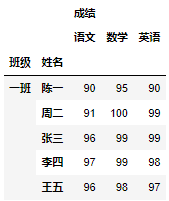 成绩
语文 数学 英语
班级 姓名
一班 陈一 90 95 90
周二 91 100 99
张三 96 99 99
李四 97 99 98
王五 96 98 97